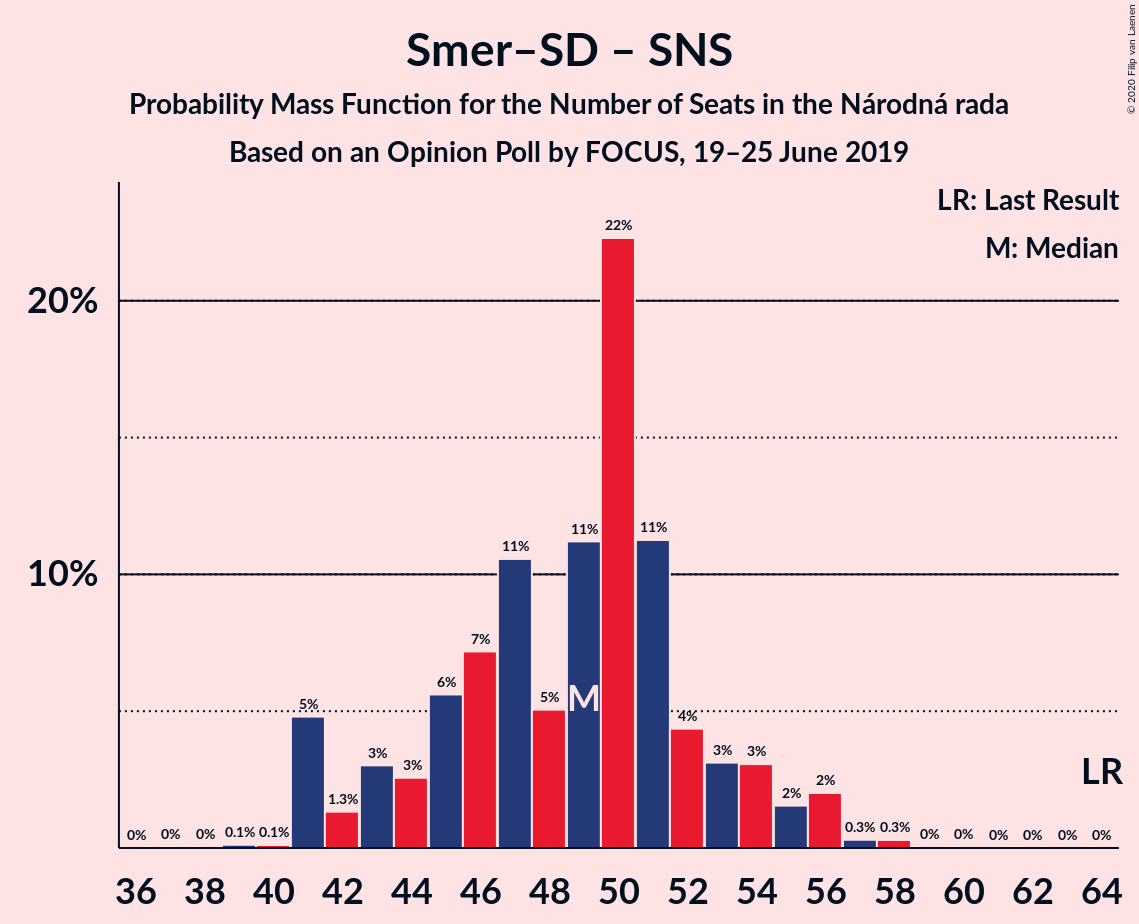 Smer–SD – SNS
Probability Mass Function for the Number of Seats in the Národná rada
Based on an Opinion Poll by FOCUS, 19–25 June 2019
© 2020 Filip van Laenen
LR: Last Result
M: Median
20%
10%
0% 0% 0% 0.1% 0.1% 5% 1.3% 3% 3% 6% 7% 11% 5% 11% 22% 11% 4% 3% 3% 2% 2% 0.3% 0.3% 0% 0% 0% 0% 0% 0%
M
LR
36 38 40 42 44 46 48 50 52 54 56 58 60 62 64